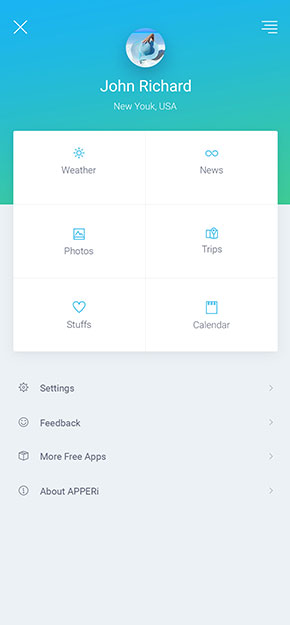 John Richard
New Youk, USA
Weather
News
Photos
Trips
Stuffs
Calendar
Settings
Feedback
More Free Apps
About APPERi